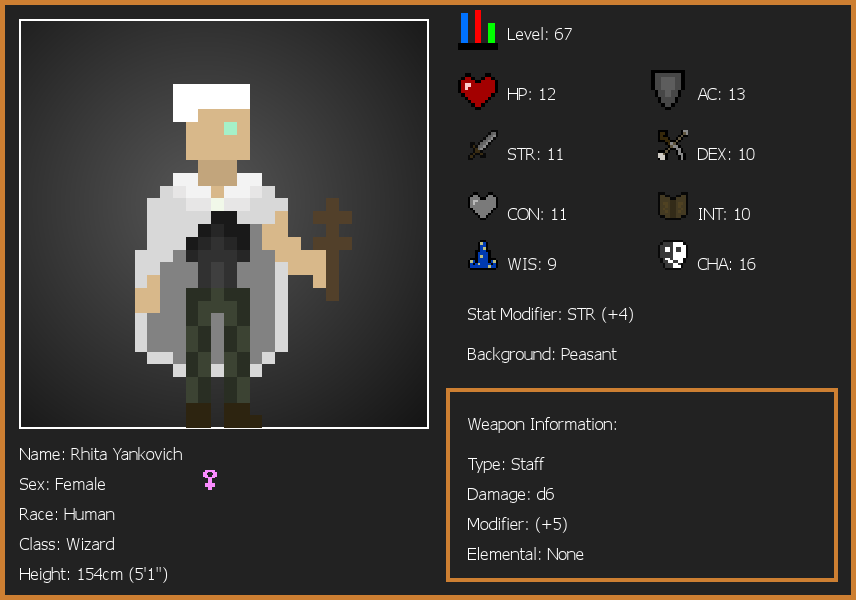 Level: 67
HP: 12
AC: 13
STR: 11
DEX: 10
CON: 11
INT: 10
WIS: 9
CHA: 16
Stat Modifier: STR (+4)
Background: Peasant
Weapon Information:
Type: Staff
Damage: d6
Modifier: (+5)
Elemental: None
Name: Rhita Yankovich
Sex: Female
Race: Human
Class: Wizard
Height: 154cm (5'1")